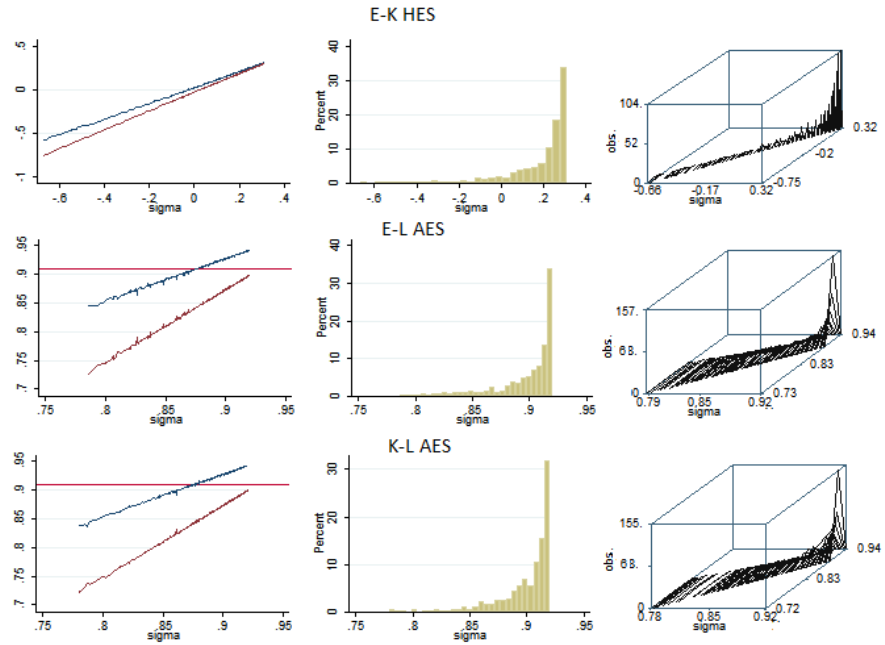 E-K HES
.5
0
-.5
-1
-.6 -.4 -.2 0 .2 .4
sigma
Percent
40
30
20
10
0
-.6 -.4 -.2 0 .2 .4
sigma
obs.
104.
52
0
-0.66 -0.17 0.32
sigma
-0.75
-02
0.32
E-L AES
.95
.9
.85
.8
.75
.7
.75 .8 .85 .9 .95
sigma
Percent
40
30
20
10
0
.75 .8 .85 .9 .95
sigma
obs.
157.
68.
0
0.79 0.85 0.92
sigma
0.73
0.83
0.94
K-L AES
.95
.9
.85
.8
.75
.7
.75 .8 .85 .9 .95
sigma
Percent
30
20
10
0
.75 .8 .85 .9 .95
sigma
obs.
155.
68.
0
0.78 0.85 0.92
sigma
0.72
0.83
0.94